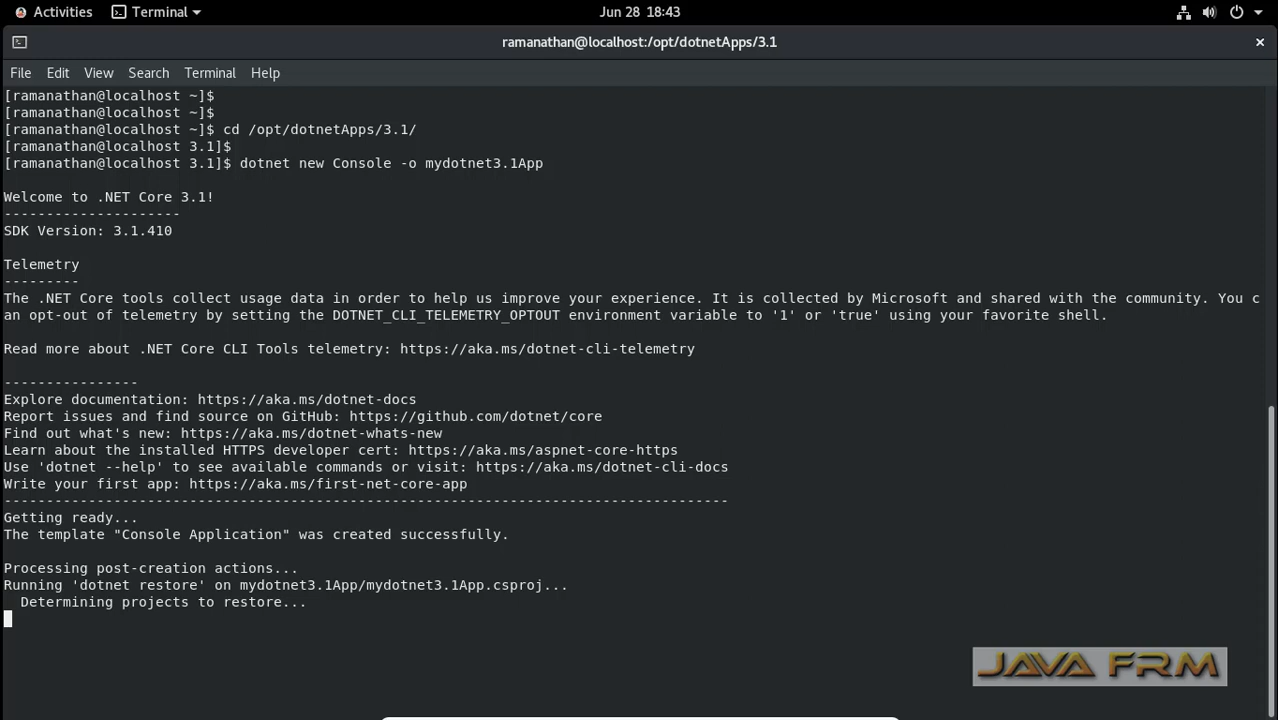 Activities Terminal Jun 28 18:43
ramanathan@localhost:/opt/dotnetApps/3.1
File Edit View Search Terminal Help
[ramanathan@localhost ~]$
[ramanathan@localhost ~]$
[ramanathan@localhost ~]$ cd /opt/dotnetApps/3.1/
[ramanathan@localhost 3.1]$
[ramanathan@localhost 3.1]$ dotnet new Console -o mydotnet3.1App
Welcome to .NET Core 3.1!
---------------------
SDK Version: 3.1.410
Telemetry
---------
The .NET Core tools collect usage data in order to help us improve your experience. It is collected by Microsoft and shared with the community. You c
an opt-out of telemetry by setting the DOTNET_CLI_TELEMETRY_OPTOUT environment variable to '1' or 'true' using your favorite shell.
Read more about .NET Core CLI Tools telemetry: https://aka.ms/dotnet-cli-telemetry
----------------
Explore documentation: https://aka.ms/dotnet-docs
Report issues and find source on GitHub: https://github.com/dotnet/core
Find out what's new: https://aka.ms/dotnet-whats-new
Learn about the installed HTTPS developer cert: https://aka.ms/aspnet-core-https
Use 'dotnet --help' to see available commands or visit: https://aka.ms/dotnet-cli-docs
Write your first app: https://aka.ms/first-net-core-app
--------------------------------------------------------------------------------------
Getting ready...
The template "Console Application" was created successfully.
Processing post-creation actions...
Running 'dotnet restore' on mydotnet3.1App/mydotnet3.1App.csproj...
Determining projects to restore...
JAVA FRM